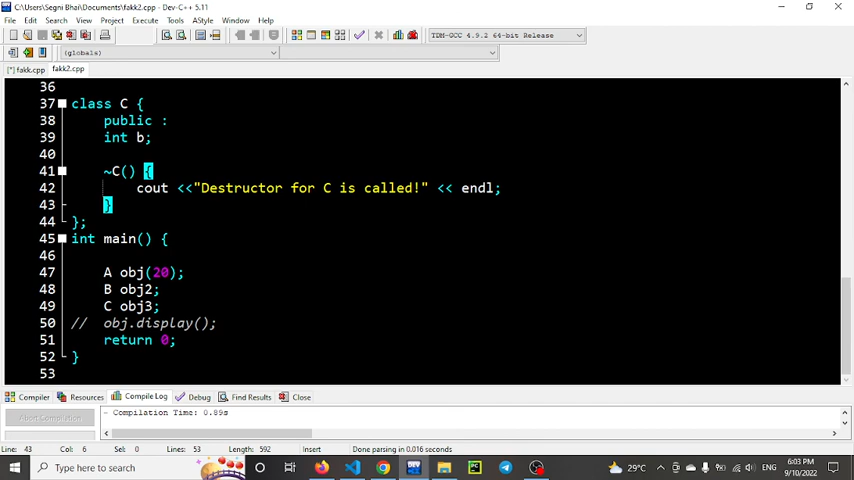 C:\Users\Segni Bhai\Documents\fakk2.cpp - Dev-C++ 5.11
File Edit Search View Project Execute Tools AStyle Window Help
TDM-GCC 4.9.2 64-bit Release
(globals)
[*] fakk.cpp fakk2.cpp
36
37 class C {
38 public :
39 int b;
40
41 ~C() {
42 cout <<"Destructor for C is called!" << endl;
43 }
44 };
45 int main() {
46
47 A obj(20);
48 B obj2;
49 C obj3;
50 // obj.display();
51 return 0;
52 }
53
Compiler Resources Compile Log Debug Find Results Close
Abort Compilation
- Compilation Time: 0.89s
Line: 43 Col: 6 Sel: 0 Lines: 53 Length: 592 Insert Done parsing in 0.016 seconds
Type here to search
29°C
ENG
6:03 PM
9/10/2022